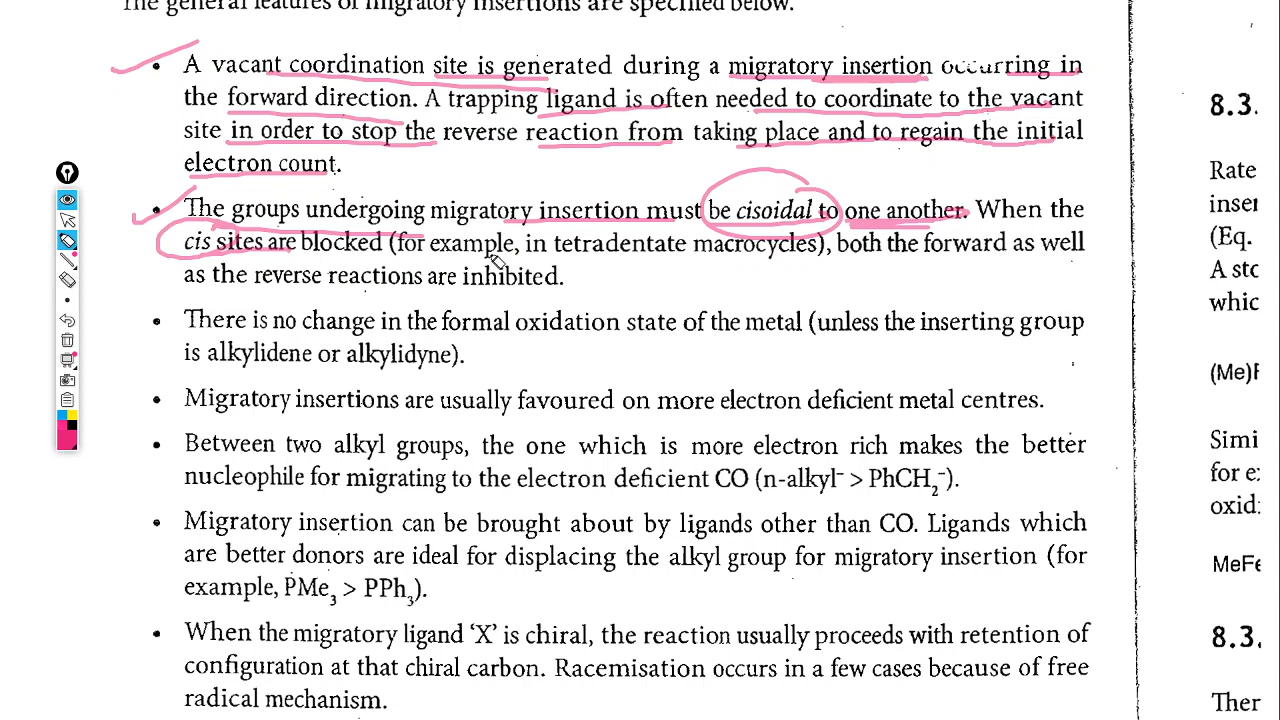 The general features of migratory insertions are specified below.
• A vacant coordination site is generated during a migratory insertion occurring in
the forward direction. A trapping ligand is often needed to coordinate to the vacant
site in order to stop the reverse reaction from taking place and to regain the initial
electron count.
• The groups undergoing migratory insertion must be cisoidal to one another. When the
cis sites are blocked (for example, in tetradentate macrocycles), both the forward as well
as the reverse reactions are inhibited.
• There is no change in the formal oxidation state of the metal (unless the inserting group
is alkylidene or alkylidyne).
• Migratory insertions are usually favoured on more electron deficient metal centres.
• Between two alkyl groups, the one which is more electron rich makes the better
nucleophile for migrating to the electron deficient CO (n-alkyl⁻ > PhCH₂⁻).
• Migratory insertion can be brought about by ligands other than CO. Ligands which
are better donors are ideal for displacing the alkyl group for migratory insertion (for
example, PMe₃ > PPh₃).
• When the migratory ligand ‘X’ is chiral, the reaction usually proceeds with retention of
configuration at that chiral carbon. Racemisation occurs in a few cases because of free
radical mechanism.
8.3.
Rate
inser
(Eq.
A sto
whic
(Me)F
Simi
for e
oxid
MeFe
8.3.
Ther